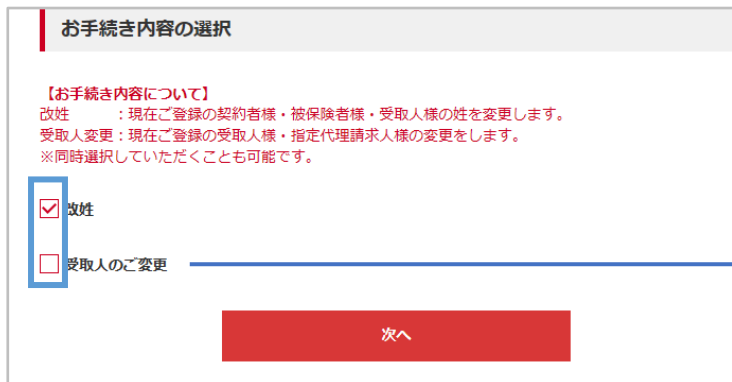 お手続き内容の選択
【お手続き内容について】
改姓　　　：現在ご登録の契約者様・被保険者様・受取人様の姓を変更します。
受取人変更：現在ご登録の受取人様・指定代理請求人様の変更をします。
※同時選択していただくことも可能です。
改姓
受取人のご変更
次へ